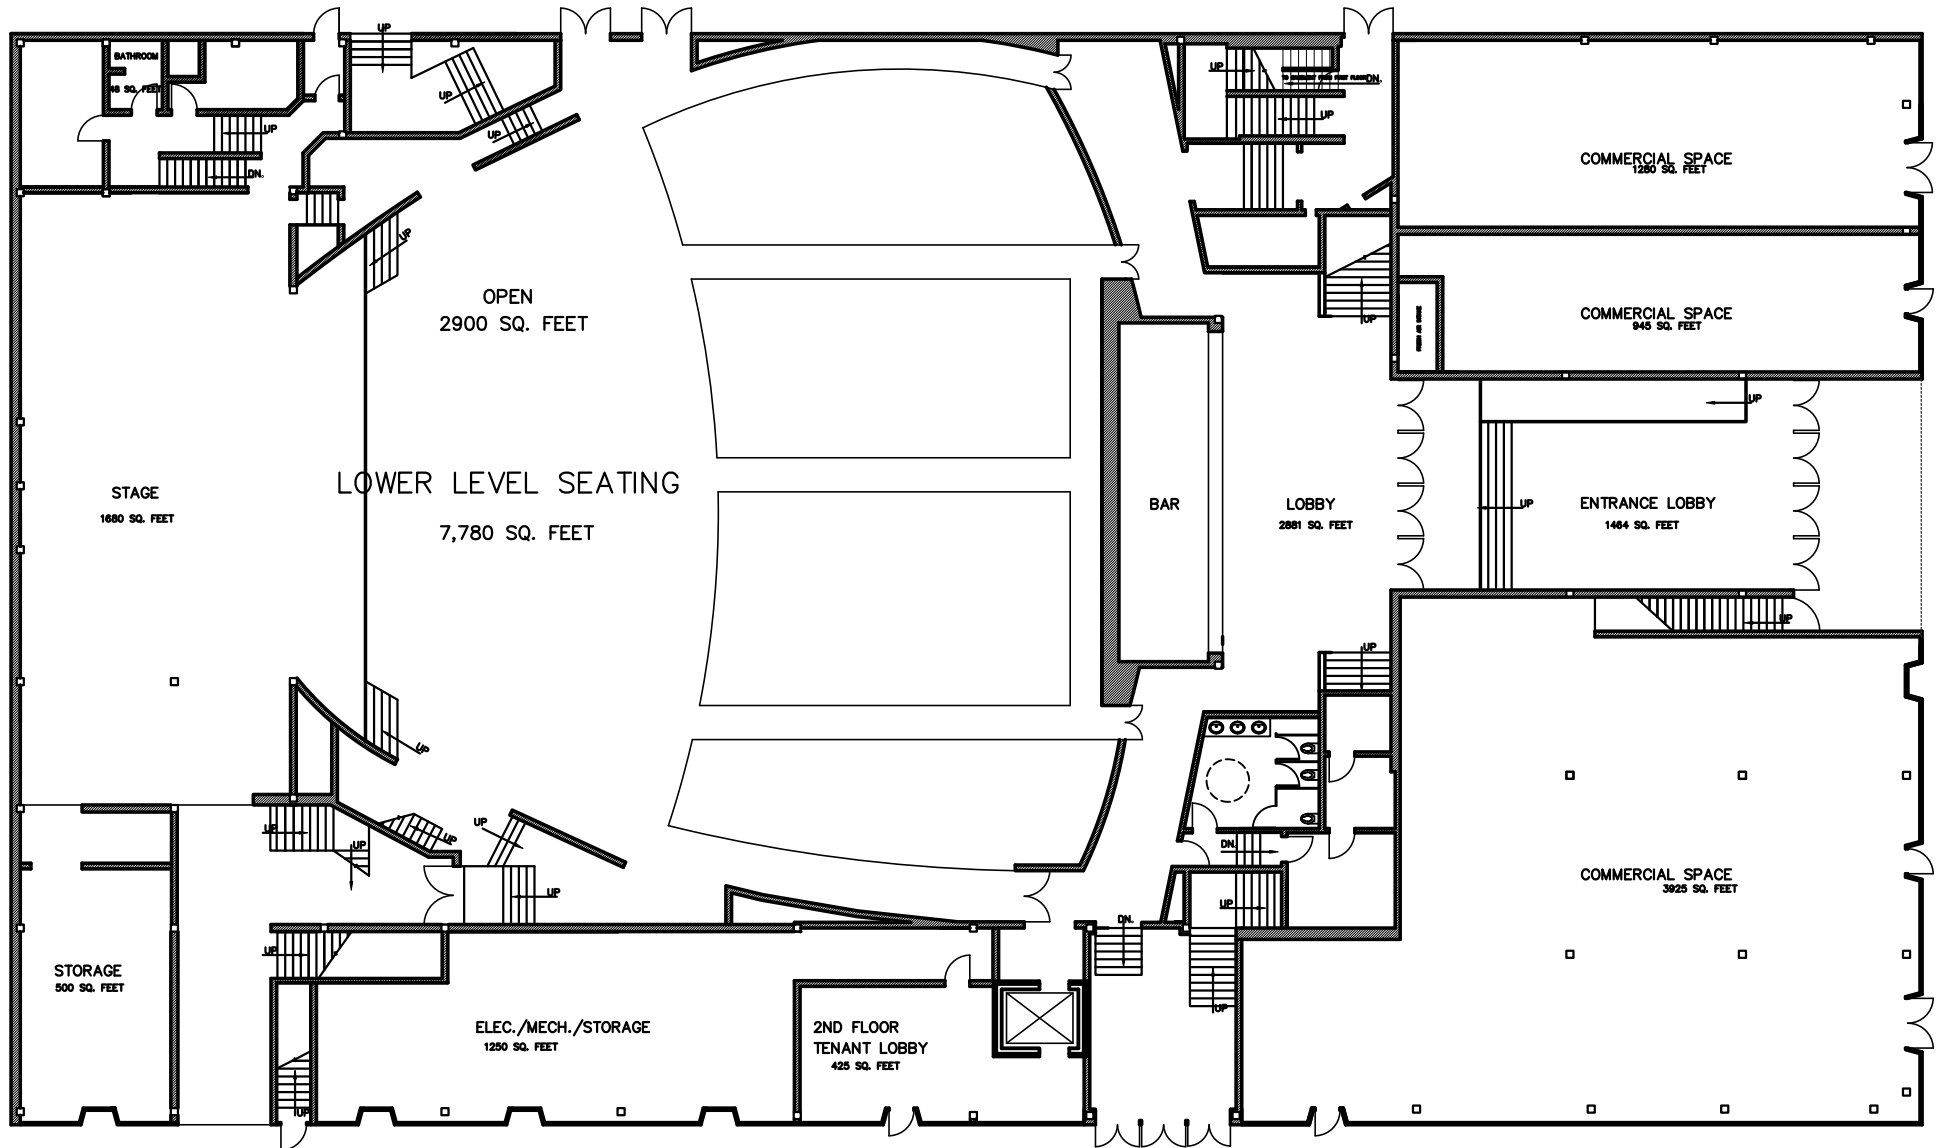 UP
BATHROOM
48 SQ. FEET
UP
UP
UP
DN.
UP
UP
DN.
UP
COMMERCIAL SPACE
1280 SQ. FEET
UP
OPEN
2900 SQ. FEET
UP
COMMERCIAL SPACE
945 SQ. FEET
UP
LOWER LEVEL SEATING
7,780 SQ. FEET
STAGE
1680 SQ. FEET
BAR
LOBBY
2881 SQ. FEET
UP
ENTRANCE LOBBY
1464 SQ. FEET
UP
UP
UP
UP
UP
UP
UP
DN.
UP
UP
COMMERCIAL SPACE
3925 SQ. FEET
DN.
UP
STORAGE
500 SQ. FEET
UP
ELEC./MECH./STORAGE
1250 SQ. FEET
2ND FLOOR
TENANT LOBBY
425 SQ. FEET
UP
UP